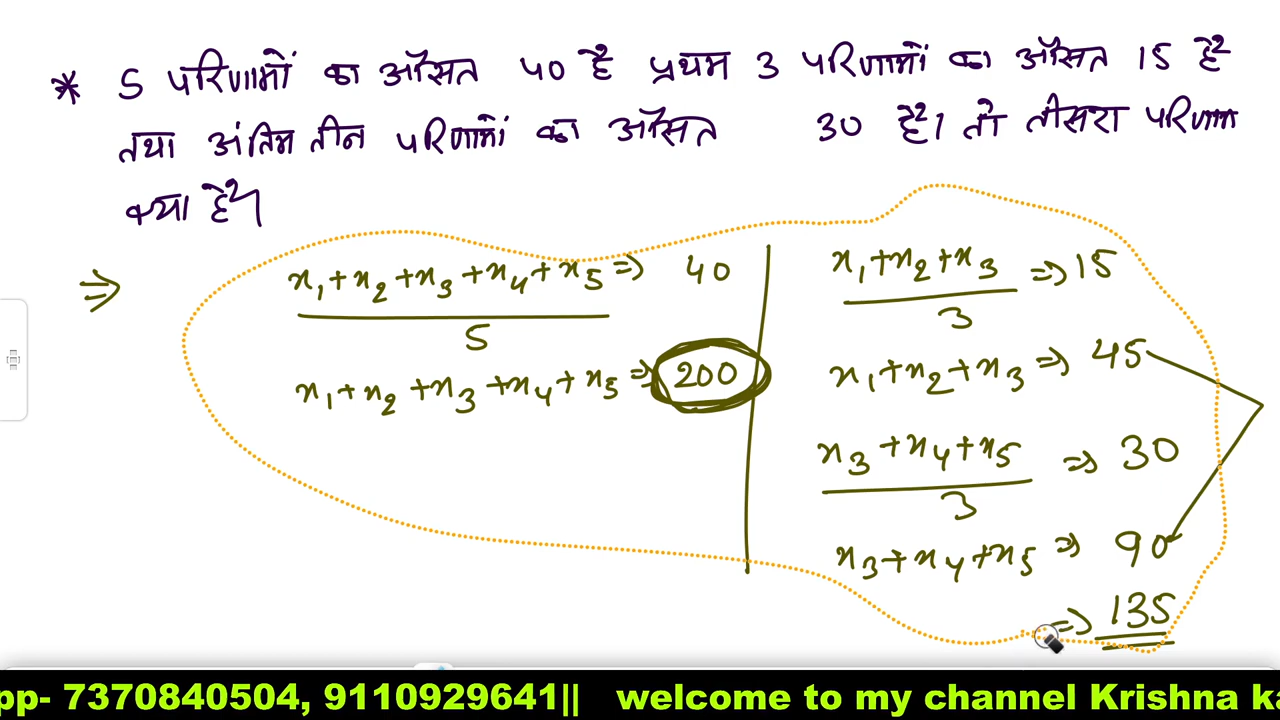 * 5 परिणामों का औसत 40 है प्रथम 3 परिणामों का औसत 15 है
तथा अंतिम तीन परिणामों का औसत 30 है। तो तीसरा परिणाम
क्या है।
⇒ x₁+x₂+x₃+x₄+x₅ ⇒ 40
5
x₁+x₂+x₃+x₄+x₅ ⇒ 200
x₁+x₂+x₃ ⇒ 15
3
x₁+x₂+x₃ ⇒ 45
x₃+x₄+x₅ ⇒ 30
3
x₃+x₄+x₅ ⇒ 90
⇒ 135
pp- 7370840504, 9110929641|| welcome to my channel Krishna k